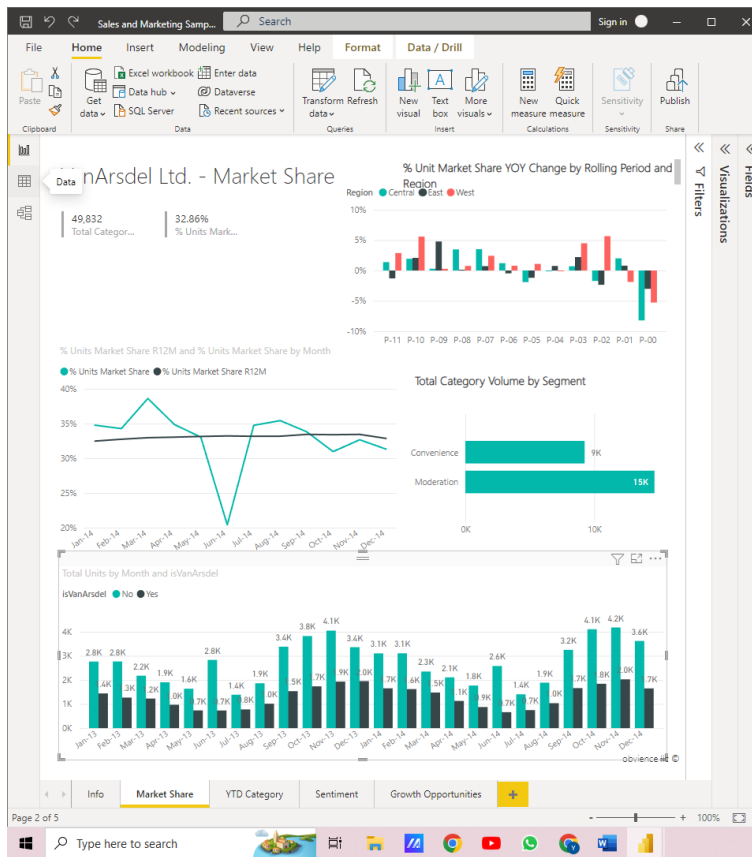 Sales and Marketing Samp...
Search
Sign in
File Home Insert Modeling View Help Format Data / Drill
Paste
Clipboard
Get data
Excel workbook
Data hub
SQL Server
Enter data
Dataverse
Recent sources
Data
Transform data
Refresh
Queries
New visual
Text box
More visuals
Insert
New measure
Quick measure
Calculations
Sensitivity
Sensitivity
Publish
Share
Data
nArsdel Ltd. - Market Share
49,832
Total Categor...
32.86%
% Units Mark...
% Unit Market Share YOY Change by Rolling Period and
Region
Region Central East West
10%
5%
0%
-5%
-10%
P-11 P-10 P-09 P-08 P-07 P-06 P-05 P-04 P-03 P-02 P-01 P-00
Filters
Visualizations
Fields
% Units Market Share R12M and % Units Market Share by Month
% Units Market Share % Units Market Share R12M
40%
35%
30%
25%
20%
Jan-14 Feb-14 Mar-14 Apr-14 May-14 Jun-14 Jul-14 Aug-14 Sep-14 Oct-14 Nov-14 Dec-14
Total Category Volume by Segment
Convenience 9K
Moderation 15K
0K 10K
Total Units by Month and isVanArsdel
isVanArsdel No Yes
4K
3K
2K
1K
0K
2.8K 2.8K 2.2K 1.9K 1.6K 2.8K 1.4K 1.9K 3.4K 3.8K 4.1K 3.4K 3.1K 3.1K 2.3K 2.1K 1.8K 2.6K 1.4K 1.9K 3.2K 4.1K 4.2K 3.6K
Jan-13 Feb-13 Mar-13 Apr-13 May-13 Jun-13 Jul-13 Aug-13 Sep-13 Oct-13 Nov-13 Dec-13 Jan-14 Feb-14 Mar-14 Apr-14 May-14 Jun-14 Jul-14 Aug-14 Sep-14 Oct-14 Nov-14 Dec-14
obvience llc ©
Info Market Share YTD Category Sentiment Growth Opportunities +
Page 2 of 5
- + 100%
Type here to search